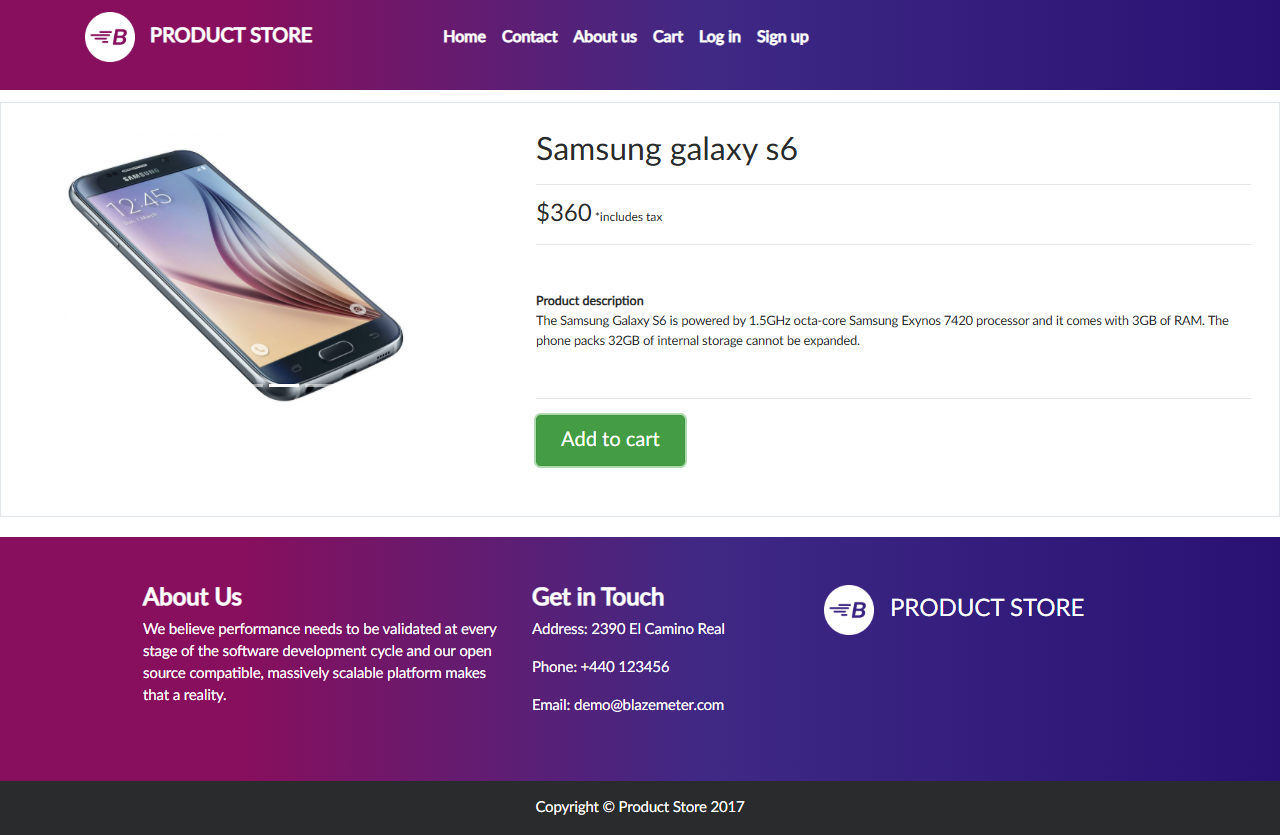 B PRODUCT STORE Home Contact About us Cart Log in Sign up
SAMSUNG
12:45
Samsung galaxy s6
$360 *includes tax
Product description
The Samsung Galaxy S6 is powered by 1.5GHz octa-core Samsung Exynos 7420 processor and it comes with 3GB of RAM. The
phone packs 32GB of internal storage cannot be expanded.
Add to cart
About Us
We believe performance needs to be validated at every
stage of the software development cycle and our open
source compatible, massively scalable platform makes
that a reality.
Get in Touch
Address: 2390 El Camino Real
Phone: +440 123456
Email: demo@blazemeter.com
B PRODUCT STORE
Copyright © Product Store 2017